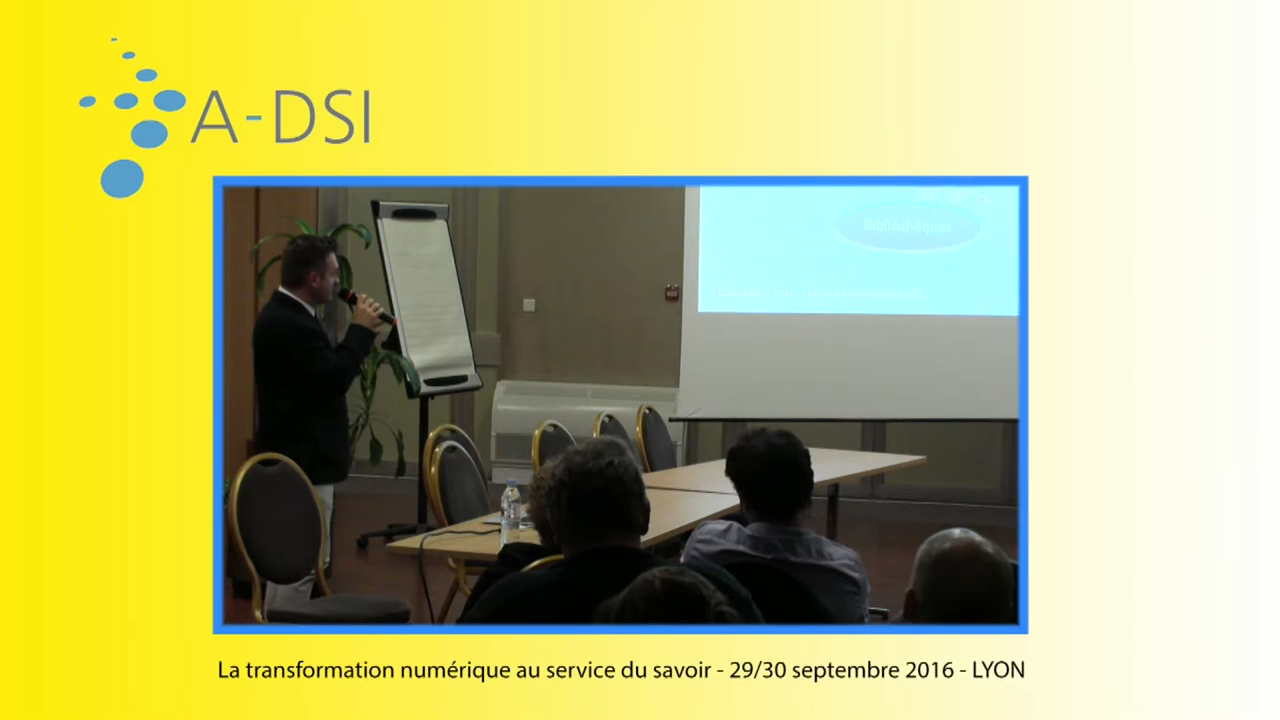 A-DSI
Bibliothèques
La transformation numérique au service du savoir - 29/30 septembre 2016 - LYON